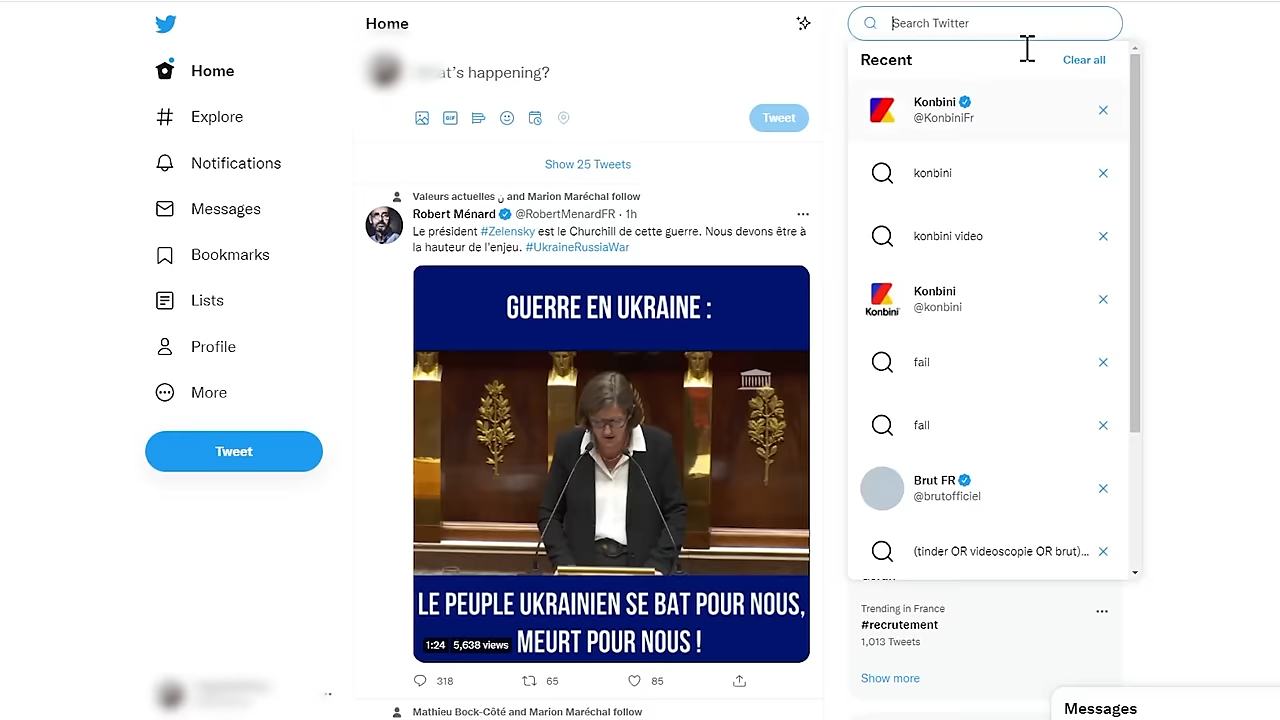 Home
Explore
Notifications
Messages
Bookmarks
Lists
Profile
More
Tweet
Home
at's happening?
GIF
Tweet
Show 25 Tweets
Valeurs actuelles ن and Marion Maréchal follow
Robert Ménard @RobertMenardFR · 1h
Le président #Zelensky est le Churchill de cette guerre. Nous devons être à
la hauteur de l'enjeu. #UkraineRussiaWar
GUERRE EN UKRAINE :
LE PEUPLE UKRAINIEN SE BAT POUR NOUS,
MEURT POUR NOUS !
1:24 5,638 views
318 65 85
Mathieu Bock-Côté and Marion Maréchal follow
Search Twitter
Recent Clear all
Konbini
@KonbiniFr
konbini
konbini video
Konbini
Konbini
@konbini
fail
fall
Brut FR
@brutofficiel
(tinder OR videoscopie OR brut)...
Trending in France
#recrutement
1,013 Tweets
Show more
Messages